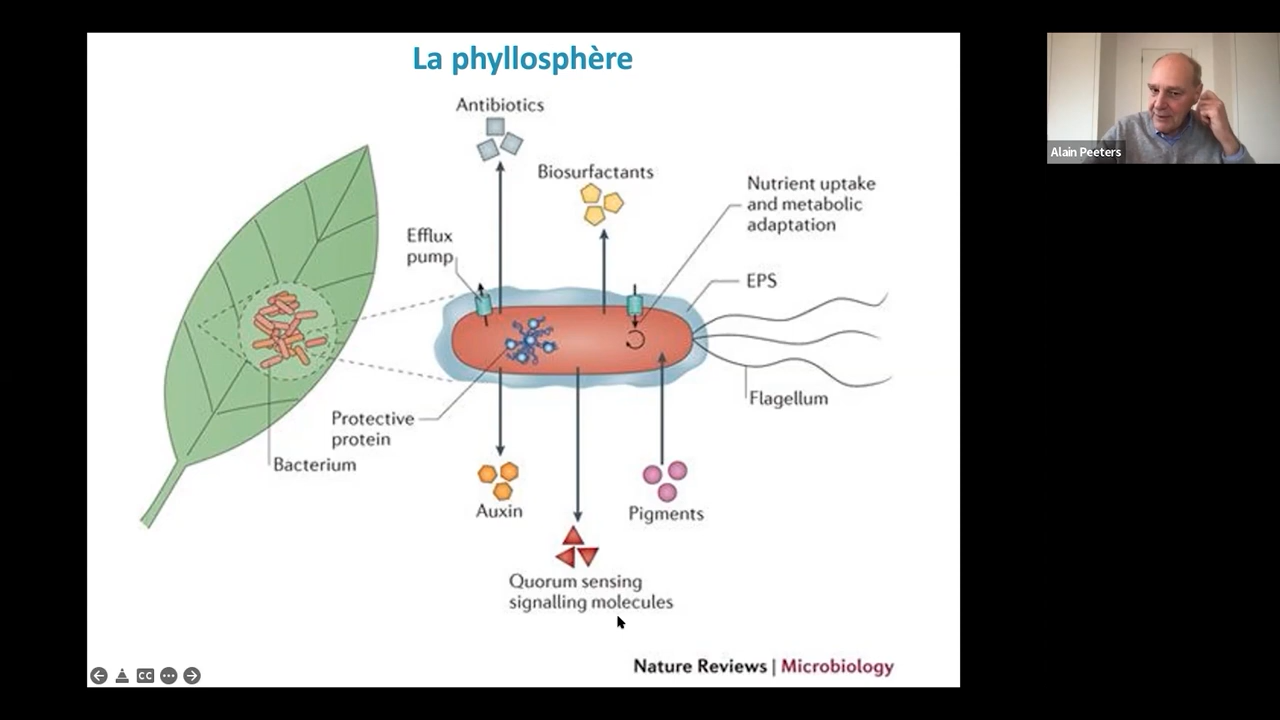 La phyllosphère
Antibiotics
Biosurfactants
Nutrient uptake
and metabolic
adaptation
Efflux
pump
EPS
Flagellum
Protective
protein
Bacterium
Auxin
Pigments
Quorum sensing
signalling molecules
Nature Reviews | Microbiology
CC
Alain Peeters